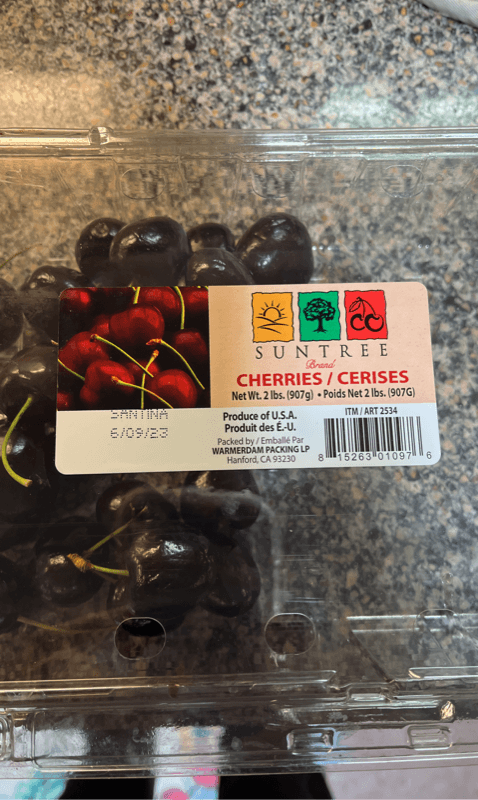 SUNTREE
Brand
CHERRIES / CERISES
Net Wt. 2 lbs. (907g) • Poids Net 2 lbs. (907G)
SANTINA
6/09/23
Produce of U.S.A.
Produit des É.-U.
Packed by / Emballé Par
WARMERDAM PACKING LP
Hanford, CA 93230
ITM / ART 2534
8 15263 01097 6